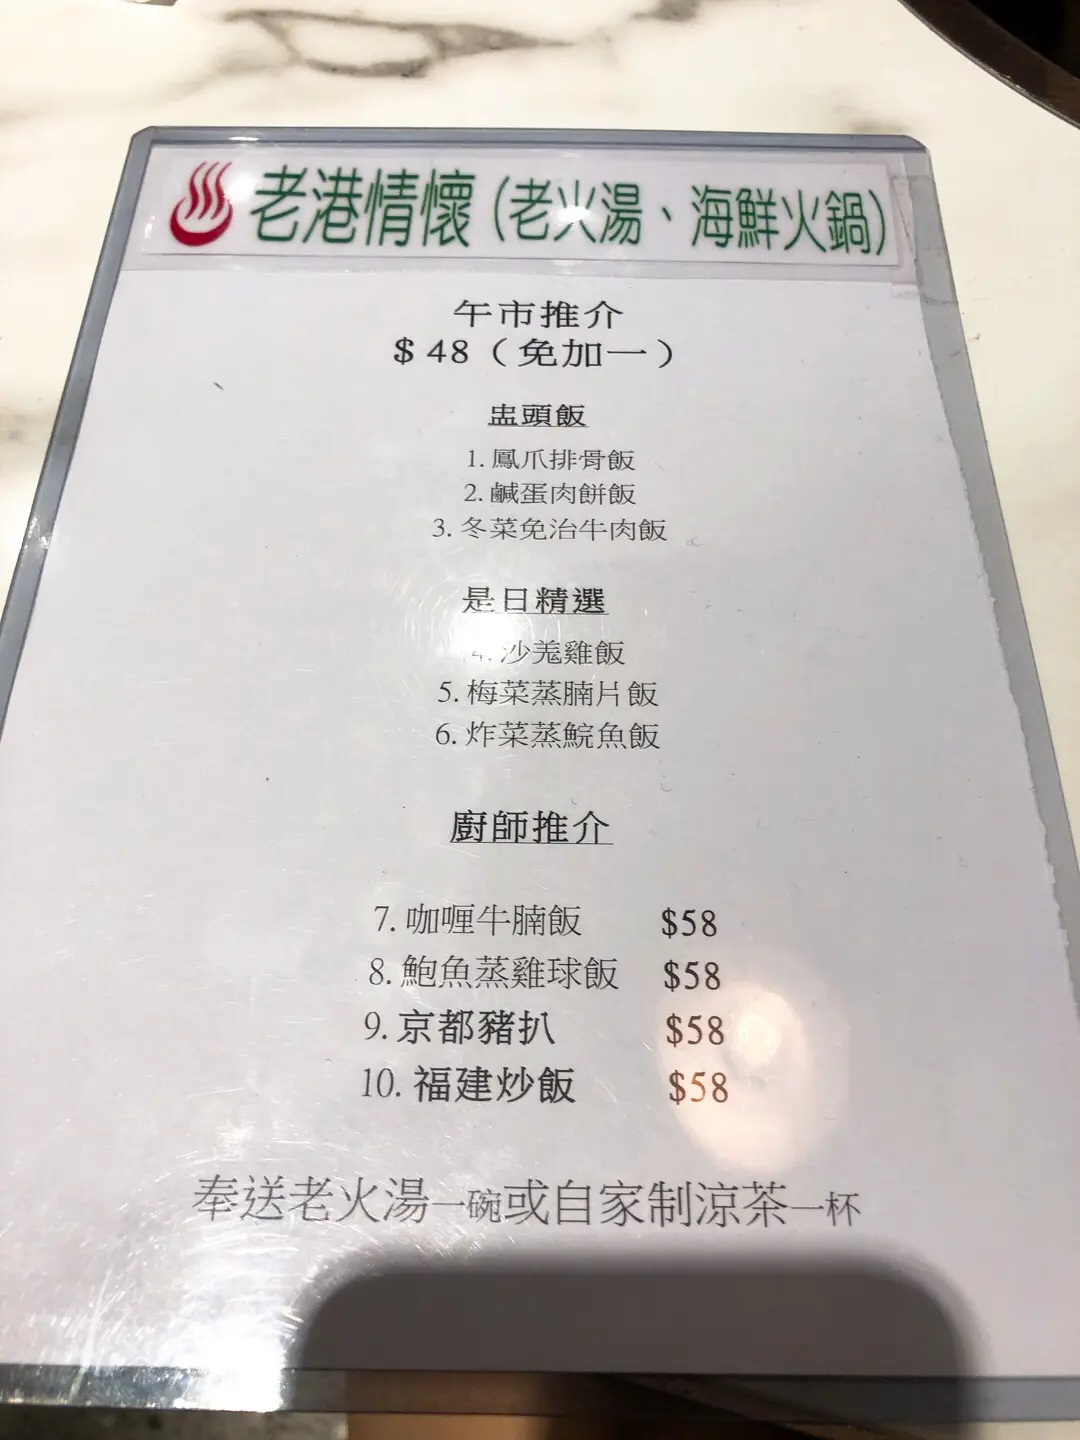 老港情懷(老火湯、海鮮火鍋)
午市推介
$48（免加一）
盅頭飯
1. 鳳爪排骨飯
2. 鹹蛋肉餅飯
3. 冬菜免治牛肉飯
是日精選
4. 沙羗雞飯
5. 梅菜蒸腩片飯
6. 炸菜蒸鯇魚飯
廚師推介
7. 咖喱牛腩飯 $58
8. 鮑魚蒸雞球飯 $58
9. 京都豬扒 $58
10. 福建炒飯 $58
奉送老火湯一碗或自家制涼茶一杯